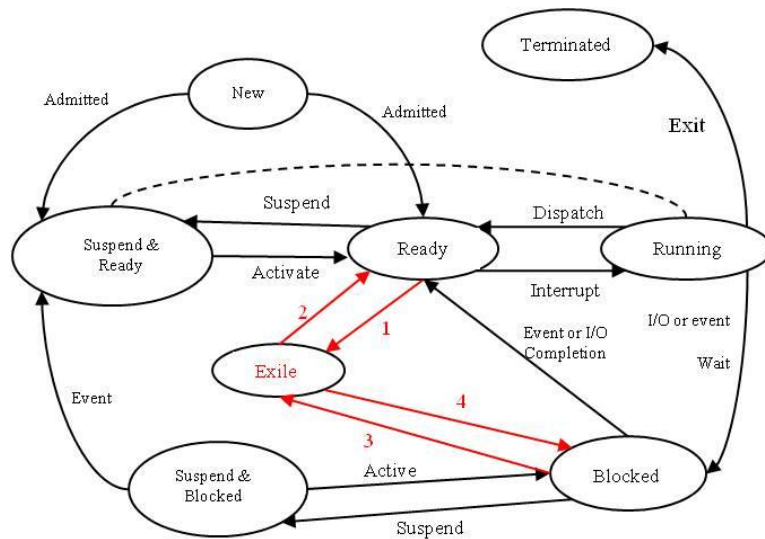 Terminated
New
Admitted
Admitted
Exit
Suspend
Dispatch
Suspend &
Ready
Ready
Running
Activate
Interrupt
2
1
Event or I/O
Completion
I/O or event
Wait
Exile
Event
4
3
Suspend &
Blocked
Active
Blocked
Suspend